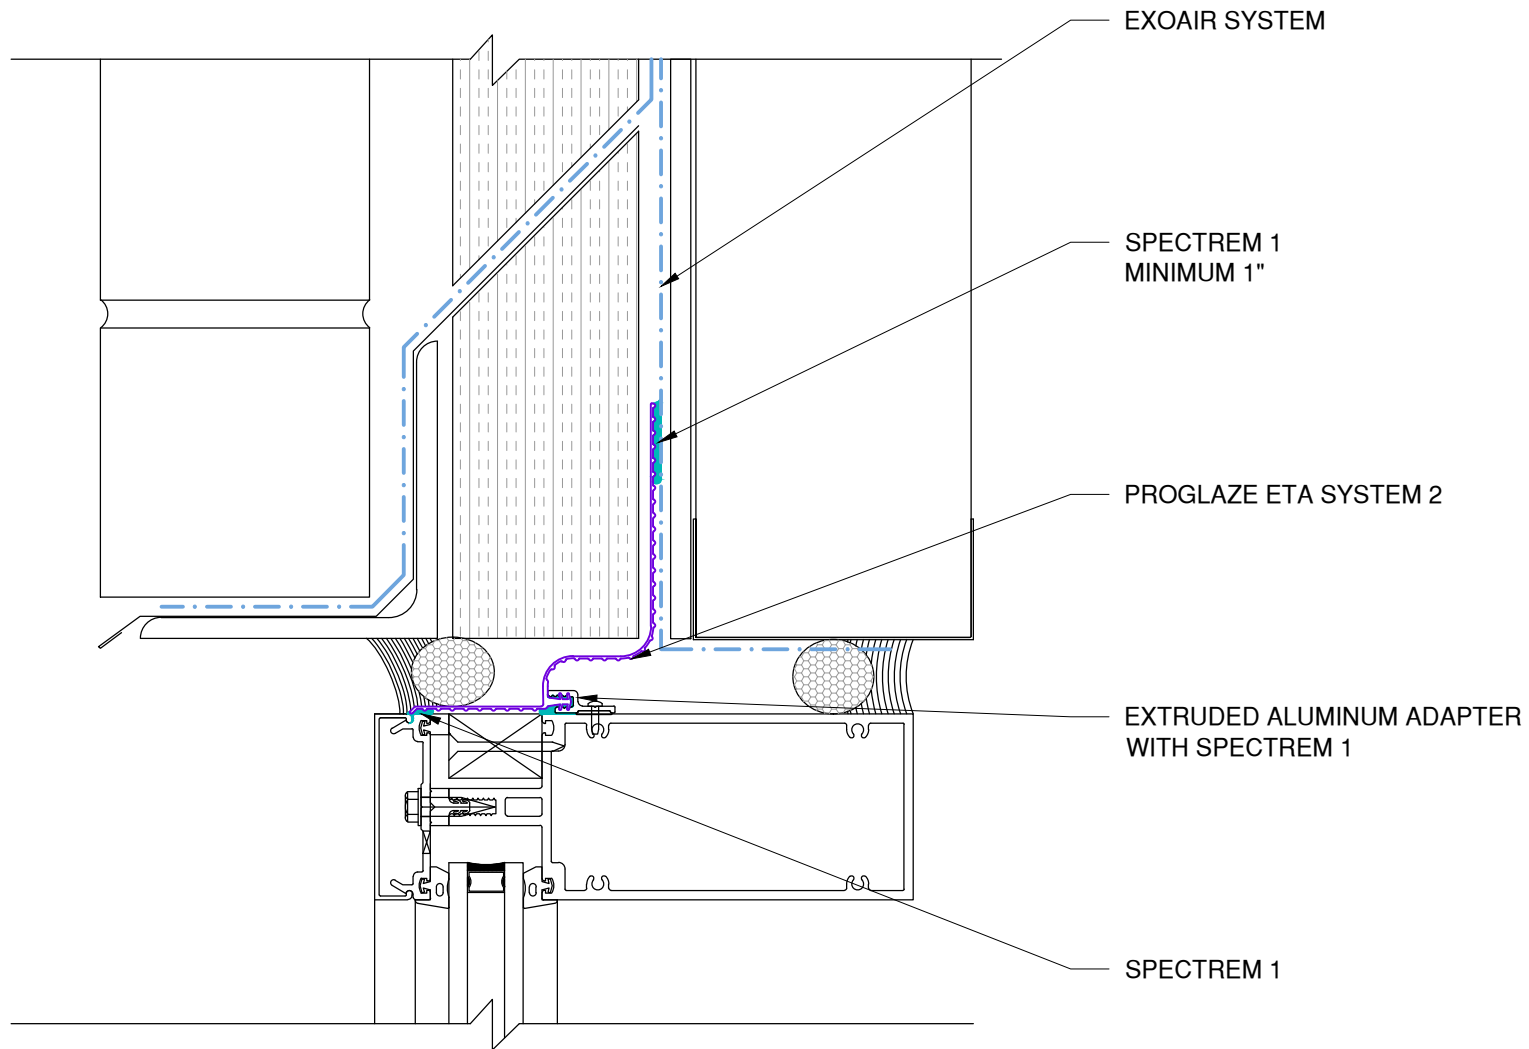 EXOAIR SYSTEM
SPECTREM 1
MINIMUM 1"
PROGLAZE ETA SYSTEM 2
EXTRUDED ALUMINUM ADAPTER
WITH SPECTREM 1
SPECTREM 1